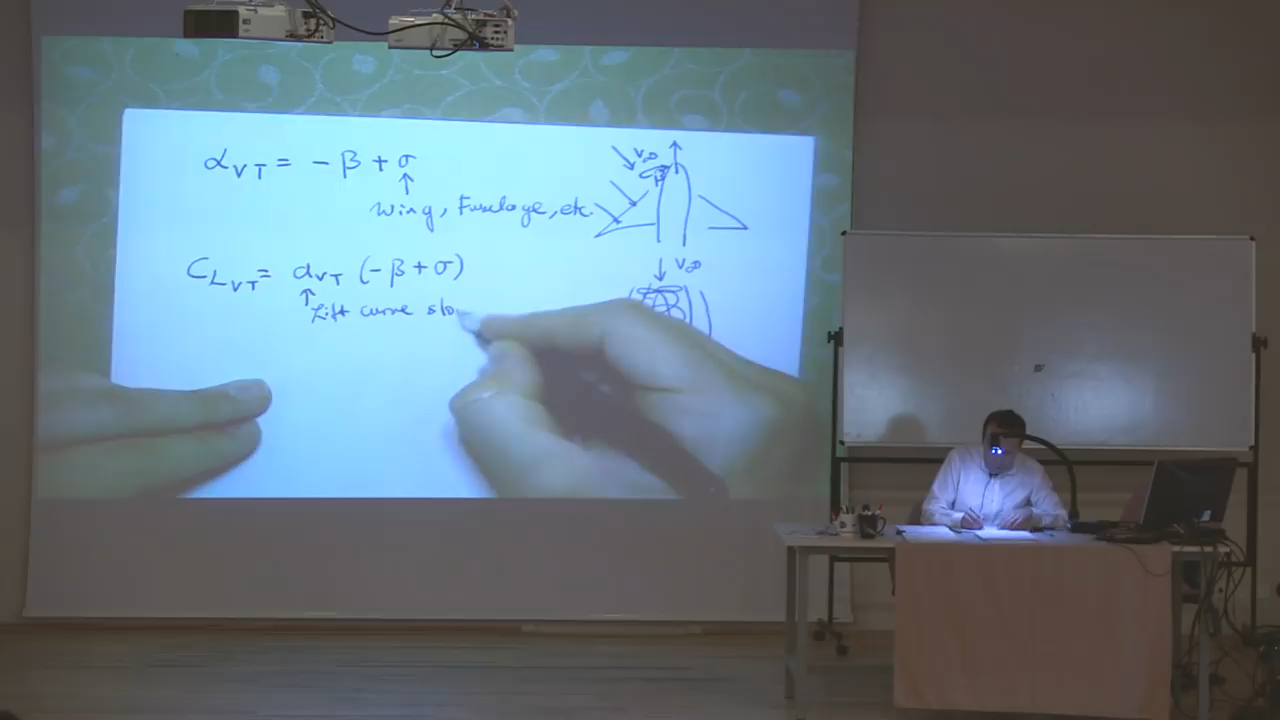 α_VT = - β + σ
↑
Wing, Fuselage, etc.
V∞
β
C_L_VT = a_VT (- β + σ)
V∞
↑
Lift curve slo